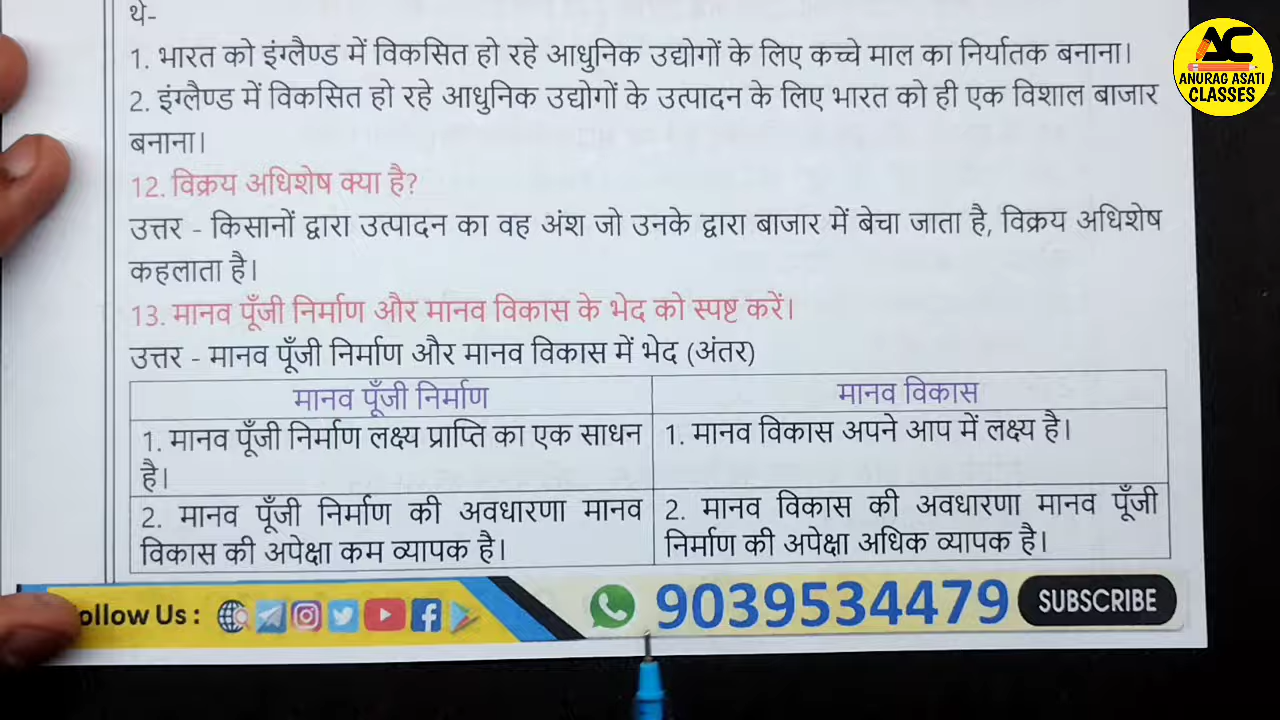 थे-
1. भारत को इंग्लैण्ड में विकसित हो रहे आधुनिक उद्योगों के लिए कच्चे माल का निर्यातक बनाना।
2. इंग्लैण्ड में विकसित हो रहे आधुनिक उद्योगों के उत्पादन के लिए भारत को ही एक विशाल बाजार
बनाना।
12. विक्रय अधिशेष क्या है?
उत्तर - किसानों द्वारा उत्पादन का वह अंश जो उनके द्वारा बाजार में बेचा जाता है, विक्रय अधिशेष
कहलाता है।
13. मानव पूँजी निर्माण और मानव विकास के भेद को स्पष्ट करें।
उत्तर - मानव पूँजी निर्माण और मानव विकास में भेद (अंतर)
मानव पूँजी निर्माण
मानव विकास
1. मानव पूँजी निर्माण लक्ष्य प्राप्ति का एक साधन
है।
1. मानव विकास अपने आप में लक्ष्य है।
2. मानव पूँजी निर्माण की अवधारणा मानव
विकास की अपेक्षा कम व्यापक है।
2. मानव विकास की अवधारणा मानव पूँजी
निर्माण की अपेक्षा अधिक व्यापक है।
ollow Us :
9039534479
SUBSCRIBE
AC
ANURAG ASATI
CLASSES